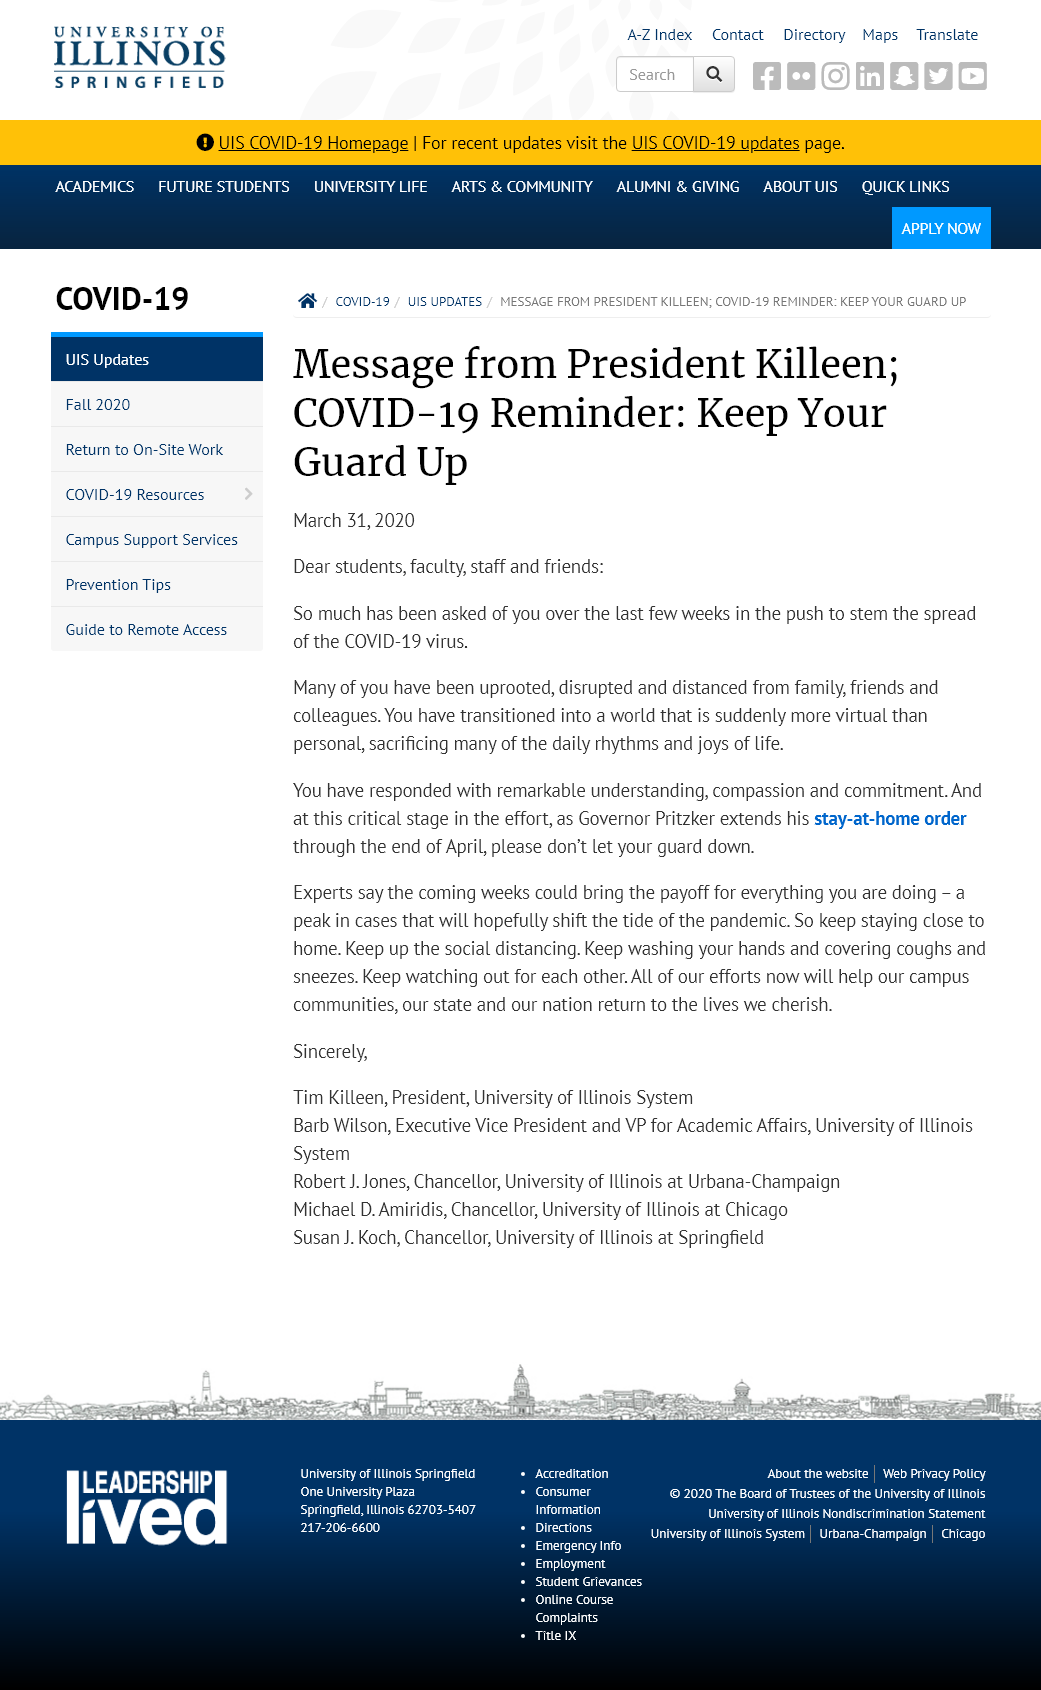 UNIVERSITY OF
ILLINOIS
SPRINGFIELD
A-Z Index Contact Directory Maps Translate
Search
UIS COVID-19 Homepage | For recent updates visit the UIS COVID-19 updates page.
ACADEMICS FUTURE STUDENTS UNIVERSITY LIFE ARTS & COMMUNITY ALUMNI & GIVING ABOUT UIS QUICK LINKS
APPLY NOW
COVID-19
UIS Updates
Fall 2020
Return to On-Site Work
COVID-19 Resources
Campus Support Services
Prevention Tips
Guide to Remote Access
/ COVID-19 / UIS UPDATES / MESSAGE FROM PRESIDENT KILLEEN; COVID-19 REMINDER: KEEP YOUR GUARD UP
Message from President Killeen;
COVID-19 Reminder: Keep Your
Guard Up
March 31, 2020
Dear students, faculty, staff and friends:
So much has been asked of you over the last few weeks in the push to stem the spread
of the COVID-19 virus.
Many of you have been uprooted, disrupted and distanced from family, friends and
colleagues. You have transitioned into a world that is suddenly more virtual than
personal, sacrificing many of the daily rhythms and joys of life.
You have responded with remarkable understanding, compassion and commitment. And
at this critical stage in the effort, as Governor Pritzker extends his stay-at-home order
through the end of April, please don’t let your guard down.
Experts say the coming weeks could bring the payoff for everything you are doing – a
peak in cases that will hopefully shift the tide of the pandemic. So keep staying close to
home. Keep up the social distancing. Keep washing your hands and covering coughs and
sneezes. Keep watching out for each other. All of our efforts now will help our campus
communities, our state and our nation return to the lives we cherish.
Sincerely,
Tim Killeen, President, University of Illinois System
Barb Wilson, Executive Vice President and VP for Academic Affairs, University of Illinois
System
Robert J. Jones, Chancellor, University of Illinois at Urbana-Champaign
Michael D. Amiridis, Chancellor, University of Illinois at Chicago
Susan J. Koch, Chancellor, University of Illinois at Springfield
LEADERSHIP
lived
University of Illinois Springfield
One University Plaza
Springfield, Illinois 62703-5407
217-206-6600
• Accreditation
• Consumer
Information
• Directions
• Emergency Info
• Employment
• Student Grievances
• Online Course
Complaints
• Title IX
About the website | Web Privacy Policy
© 2020 The Board of Trustees of the University of Illinois
University of Illinois Nondiscrimination Statement
University of Illinois System | Urbana-Champaign | Chicago